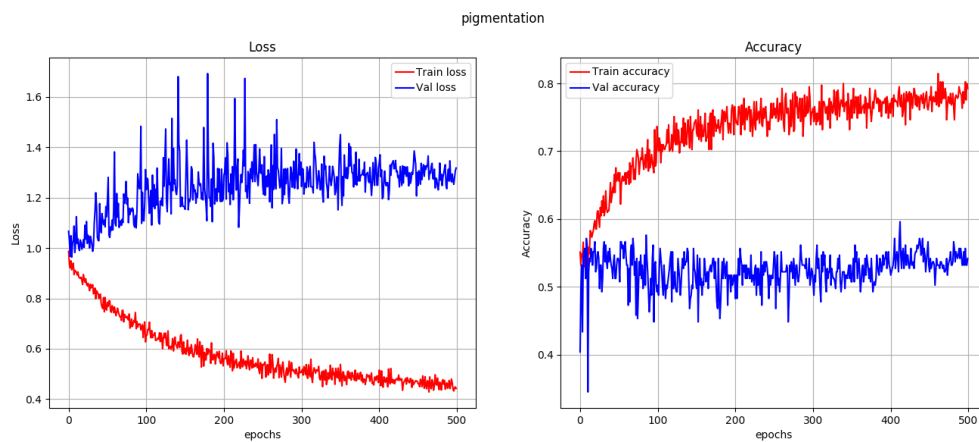 pigmentation
Loss
Train loss
Val loss
1.6
1.4
1.2
1.0
0.8
0.6
0.4
Loss
0 100 200 300 400 500
epochs
Accuracy
Train accuracy
Val accuracy
0.8
0.7
0.6
0.5
0.4
Accuracy
0 100 200 300 400 500
epochs